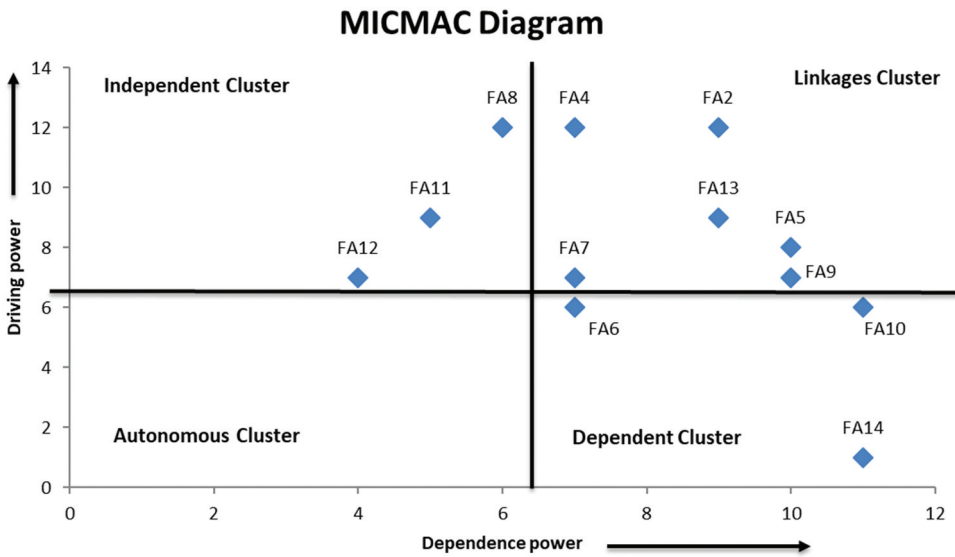 MICMAC Diagram
14
Independent Cluster
Linkages Cluster
FA8
FA4
FA2
12
10
FA11
FA13
FA5
8
FA12
FA7
FA9
6
FA6
FA10
4
Autonomous Cluster
Dependent Cluster
2
FA14
0
0 2 4 6 8 10 12
Driving power
Dependence power